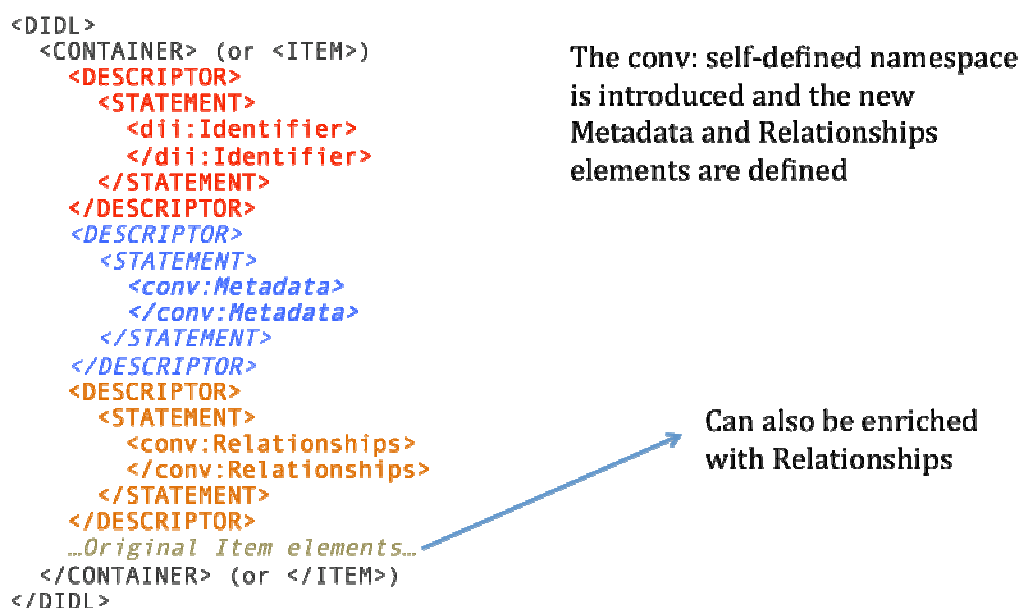 <DIDL>
<CONTAINER> (or <ITEM>)
<DESCRIPTOR>
<STATEMENT>
<dii:Identifier>
</dii:Identifier>
</STATEMENT>
</DESCRIPTOR>
<DESCRIPTOR>
<STATEMENT>
<conv:Metadata>
</conv:Metadata>
</STATEMENT>
</DESCRIPTOR>
<DESCRIPTOR>
<STATEMENT>
<conv:Relationships>
</conv:Relationships>
</STATEMENT>
</DESCRIPTOR>
…Original Item elements…
</CONTAINER> (or </ITEM>)
</DIDL>
The conv: self-defined namespace
is introduced and the new
Metadata and Relationships
elements are defined
Can also be enriched
with Relationships